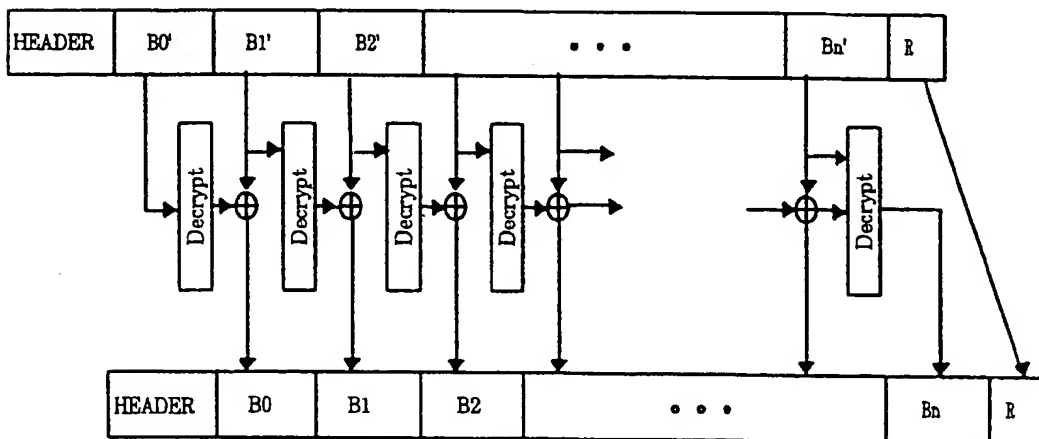 HEADER B0' B1' B2' • • • Bn' R
Decrypt Decrypt Decrypt Decrypt Decrypt
HEADER B0 B1 B2 • • • Bn R